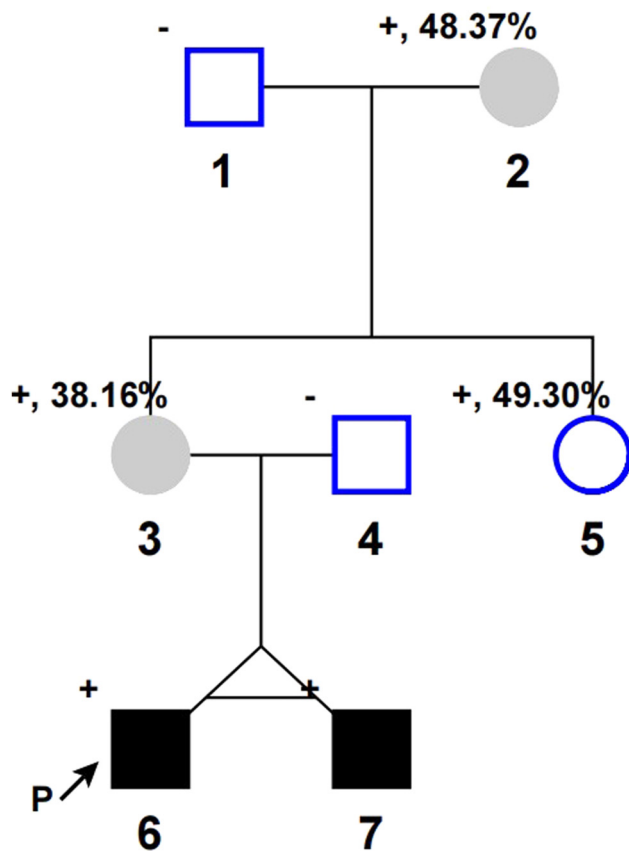 - +, 48.37%
1 2
+, 38.16% - +, 49.30%
3 4 5
+ +
P
6 7